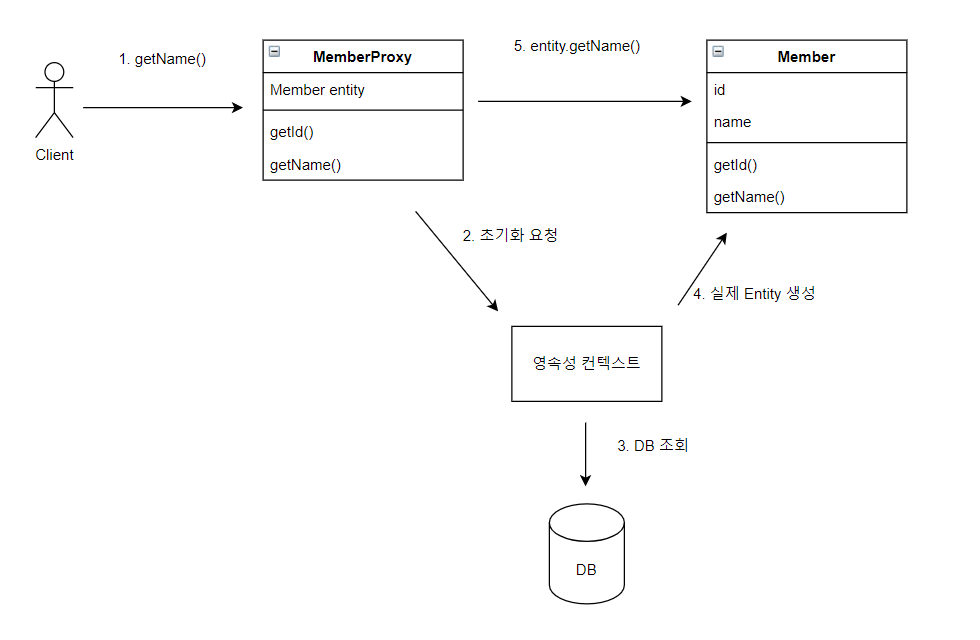 1. getName()
Client
MemberProxy
Member entity
getId()
getName()
5. entity.getName()
Member
id
name
getId()
getName()
2. 초기화 요청
4. 실제 Entity 생성
영속성 컨텍스트
3. DB 조회
DB